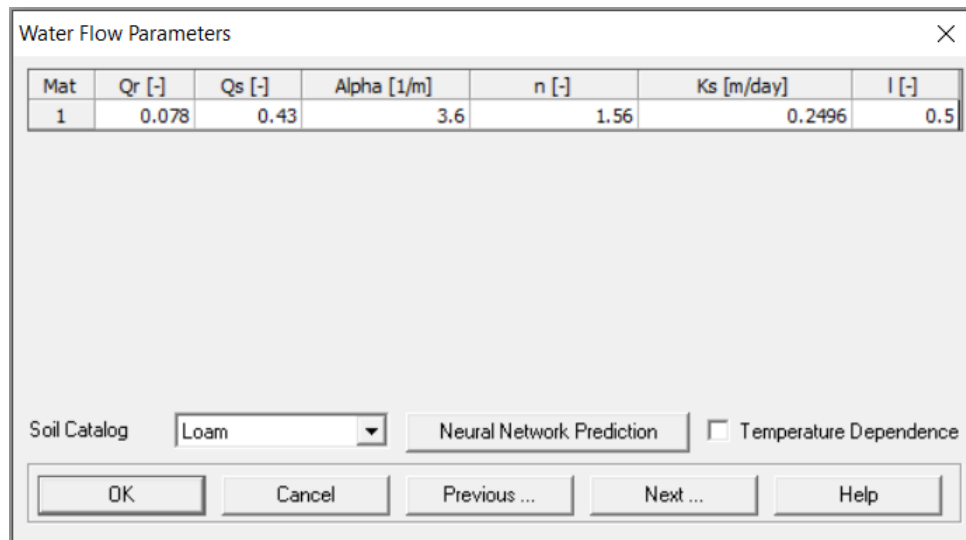 Water Flow Parameters
Mat Qr [-] Qs [-] Alpha [1/m] n [-] Ks [m/day] l [-]
1 0.078 0.43 3.6 1.56 0.2496 0.5
Soil Catalog Loam Neural Network Prediction Temperature Dependence
OK Cancel Previous ... Next ... Help